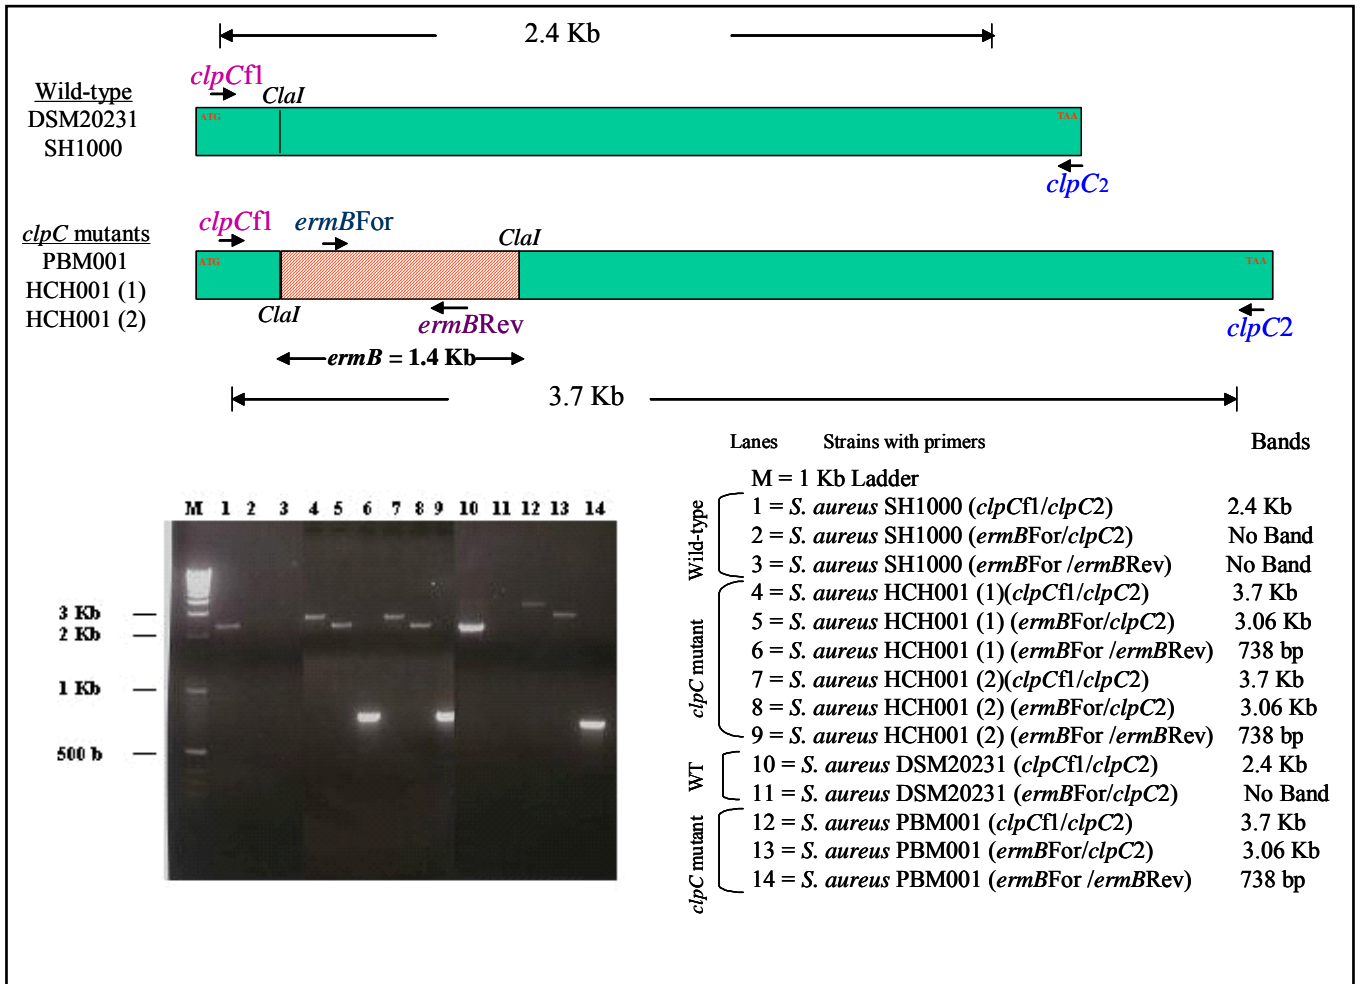 2.4 Kb
clpCf1
ClaI
Wild-type
DSM20231
SH1000
ATG
TAA
clpC2
clpCf1
ermBFor
ClaI
clpC mutants
PBM001
HCH001 (1)
HCH001 (2)
ATG
TAA
ClaI
ermBRev
clpC2
ermB = 1.4 Kb
3.7 Kb
Lanes Strains with primers Bands
M = 1 Kb Ladder
Wild-type
1 = S. aureus SH1000 (clpCf1/clpC2) 2.4 Kb
2 = S. aureus SH1000 (ermBFor/clpC2) No Band
3 = S. aureus SH1000 (ermBFor /ermBRev) No Band
clpC mutant
4 = S. aureus HCH001 (1)(clpCf1/clpC2) 3.7 Kb
5 = S. aureus HCH001 (1) (ermBFor/clpC2) 3.06 Kb
6 = S. aureus HCH001 (1) (ermBFor /ermBRev) 738 bp
7 = S. aureus HCH001 (2)(clpCf1/clpC2) 3.7 Kb
8 = S. aureus HCH001 (2) (ermBFor/clpC2) 3.06 Kb
9 = S. aureus HCH001 (2) (ermBFor /ermBRev) 738 bp
WT
10 = S. aureus DSM20231 (clpCf1/clpC2) 2.4 Kb
11 = S. aureus DSM20231 (ermBFor/clpC2) No Band
clpC mutant
12 = S. aureus PBM001 (clpCf1/clpC2) 3.7 Kb
13 = S. aureus PBM001 (ermBFor/clpC2) 3.06 Kb
14 = S. aureus PBM001 (ermBFor /ermBRev) 738 bp
M 1 2 3 4 5 6 7 8 9 10 11 12 13 14
3 Kb
2 Kb
1 Kb
500 b